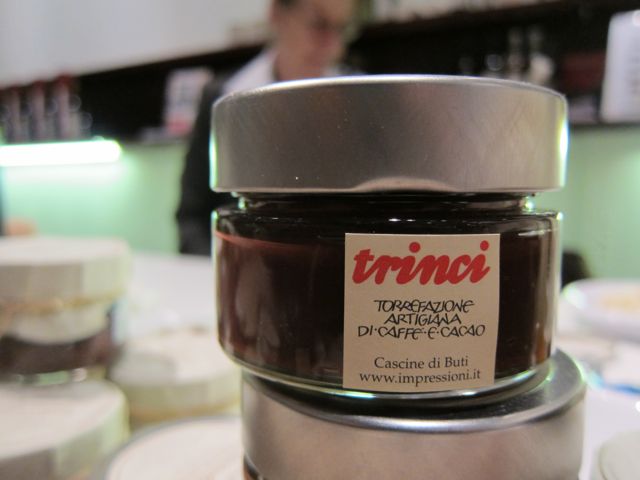 trinci
TORREFAZIONE
ARTIGIANA
DI·CAFFE·E·CACAO
Cascine di Buti
www.impressioni.it